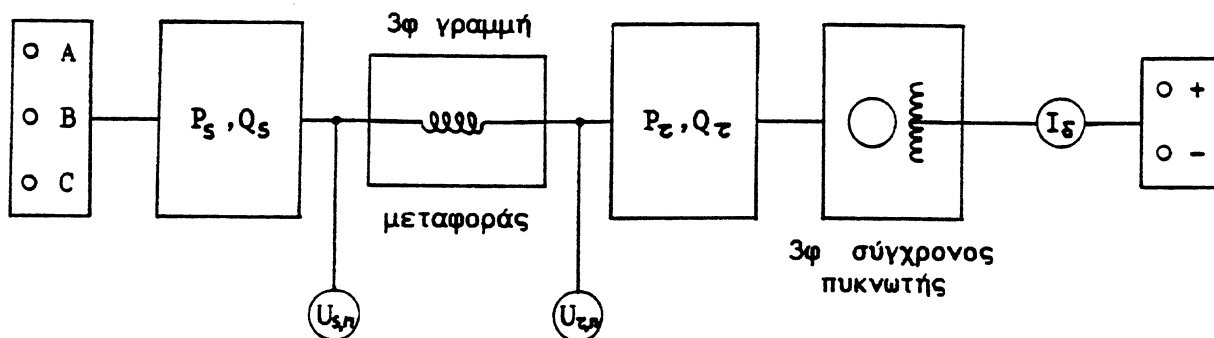 3φ γραμμή
A
B
C
P_s , Q_s
P_τ , Q_τ
I_δ
+
-
μεταφοράς
3φ σύγχρονος
πυκνωτής
U_s,π
U_τ,π